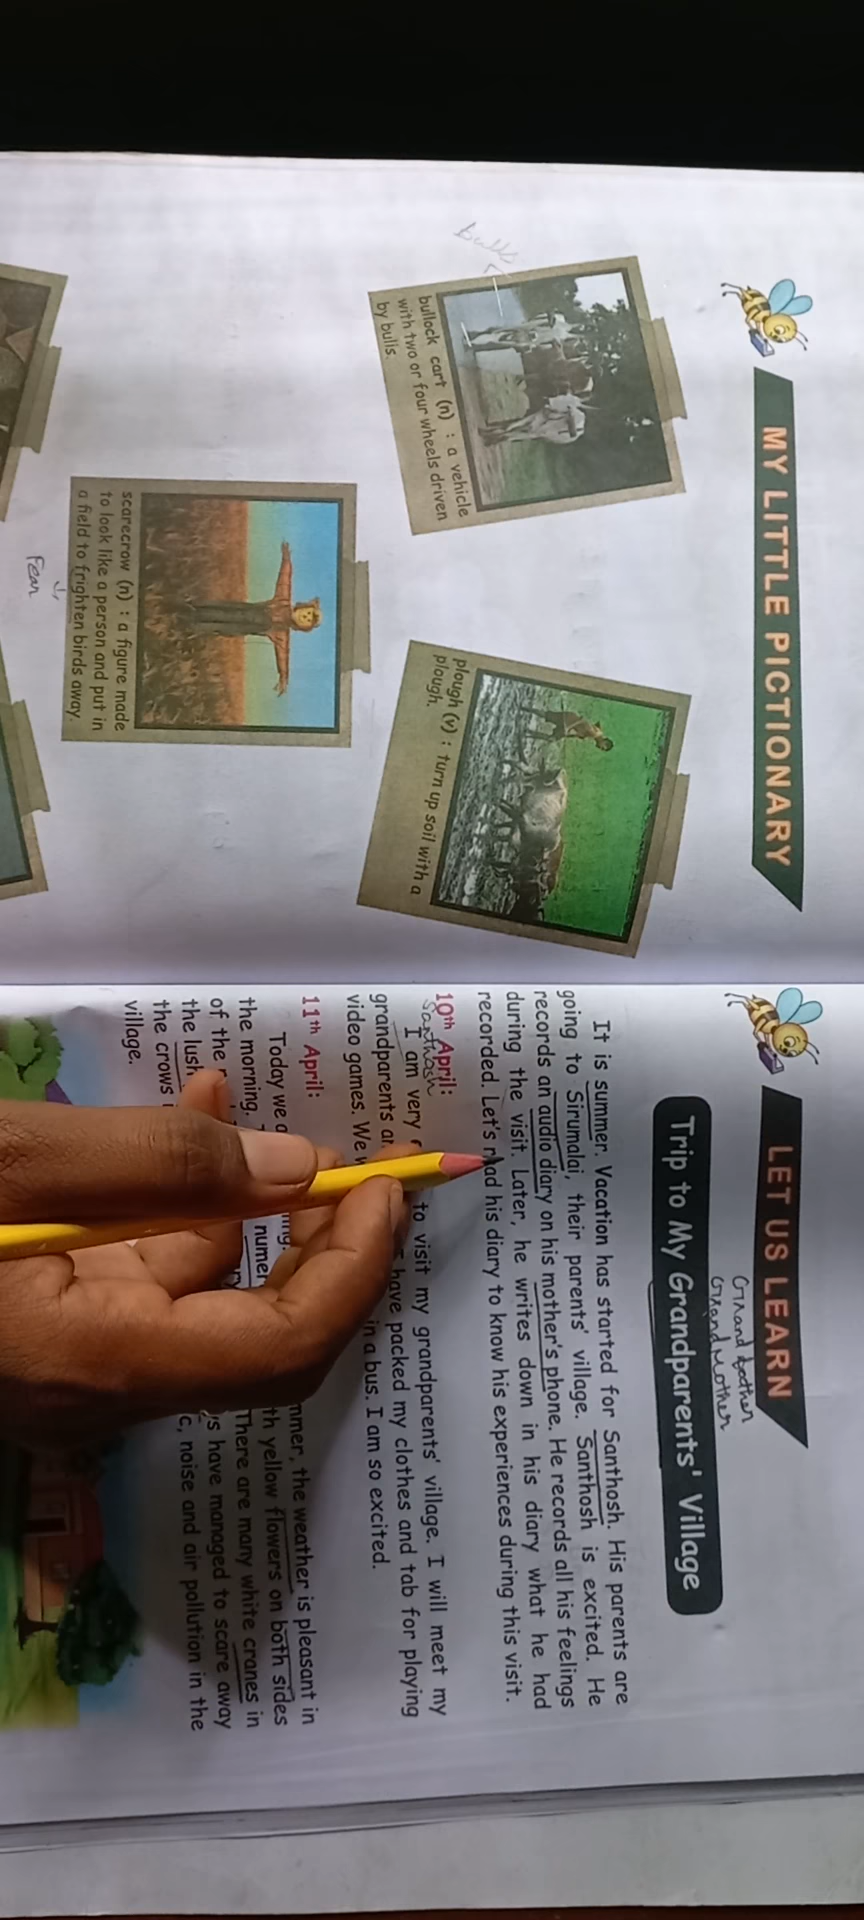 MY LITTLE PICTIONARY
bulls
bullock cart (n) : a vehicle
with two or four wheels driven
by bulls.
plough (v) : turn up soil with a
plough.
scarecrow (n) : a figure made
to look like a person and put in
a field to frighten birds away.
Fear
LET US LEARN
Grand
Grand Mother
Trip to My Grandparents' Village
It is summer. Vacation has started for Santhosh. His parents are
going to Sirumalai, their parents' village. Santhosh is excited. He
records an audio diary on his mother's phone. He records all his feelings
during the visit. Later, he writes down in his diary what he had
recorded. Let's read his diary to know his experiences during this visit.
10th April:
Santhosh
I am very to visit my grandparents' village. I will meet my
grandparents have packed my clothes and tab for playing
video games. We in a bus. I am so excited.
11th April:
Today we the weather is pleasant in
the morning. yellow flowers on both sides
of the There are many white cranes in
the lush have managed to scare away
the crows noise and air pollution in the
village.